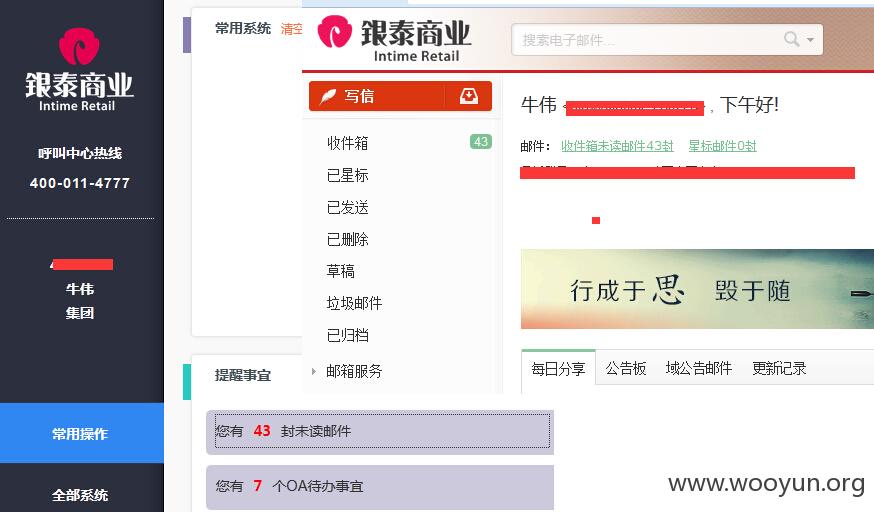 银泰商业
Intime Retail
呼叫中心热线
400-011-4777
牛伟
集团
常用操作
全部系统
常用系统 清空
提醒事宜
您有 43 封未读邮件
您有 7 个OA待办事宜
银泰商业
Intime Retail
搜索电子邮件...
写信
收件箱 43
已星标
已发送
已删除
草稿
垃圾邮件
已归档
邮箱服务
牛伟 , 下午好!
邮件: 收件箱未读邮件43封 星标邮件0封
行成于思 毁于随
每日分享 公告板 域公告邮件 更新记录
www.wooyun.org